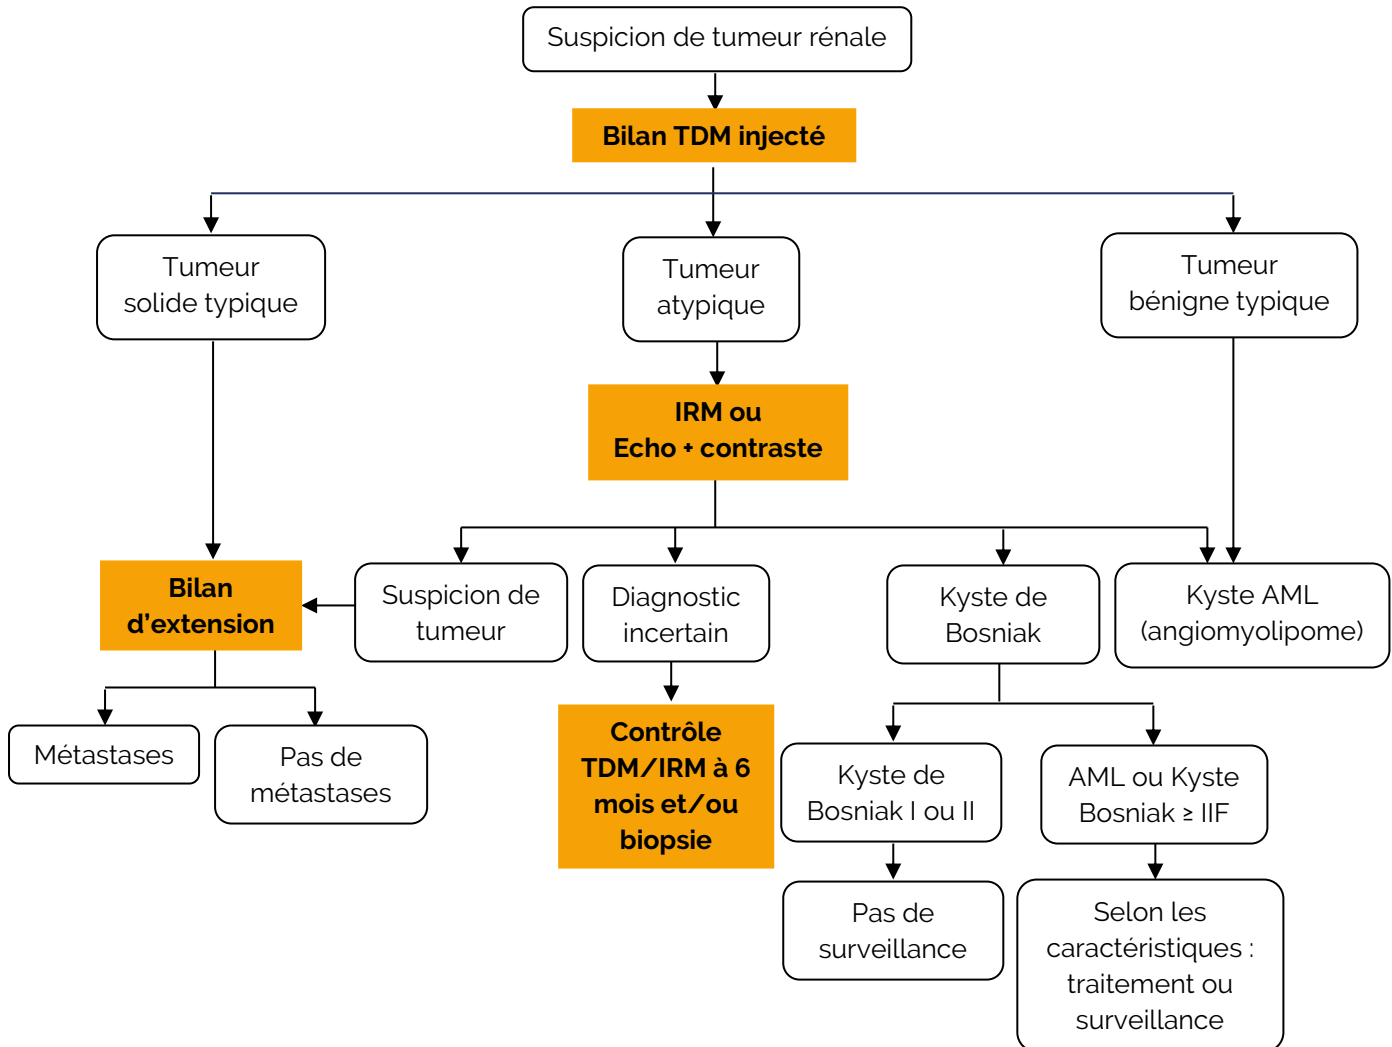 Suspicion de tumeur rénale
Bilan TDM injecté
Tumeur
solide typique
Tumeur
atypique
Tumeur
bénigne typique
IRM ou
Echo + contraste
Bilan
d’extension
Suspicion de
tumeur
Diagnostic
incertain
Kyste de
Bosniak
Kyste AML
(angiomyolipome)
Métastases
Pas de
métastases
Contrôle
TDM/IRM à 6
mois et/ou
biopsie
Kyste de
Bosniak I ou II
AML ou Kyste
Bosniak ≥ IIF
Pas de
surveillance
Selon les
caractéristiques :
traitement ou
surveillance